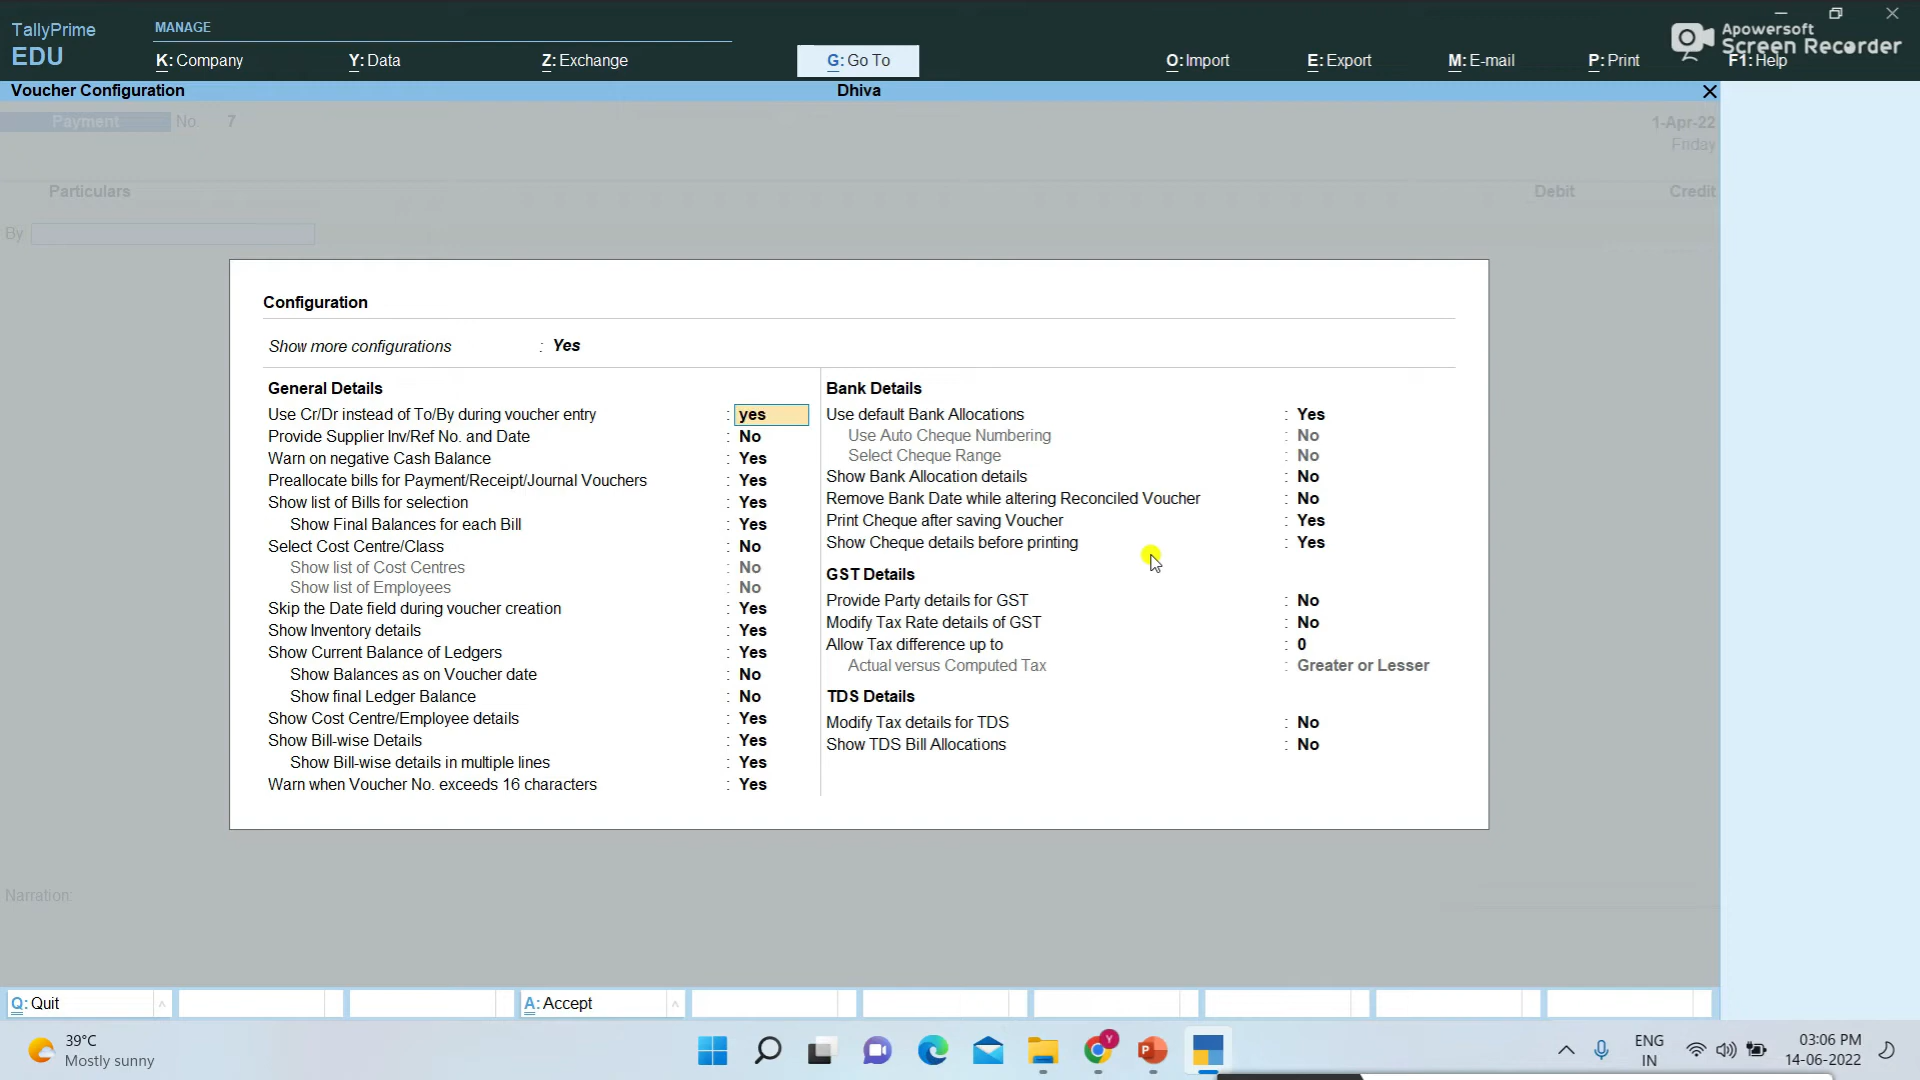 TallyPrime
EDU
MANAGE
K: Company
Y: Data
Z: Exchange
G: Go To
O: Import
E: Export
M: E-mail
P: Print
F1: Help
Apowersoft
Screen Recorder
Voucher Configuration
Dhiva
Payment No. 7
1-Apr-22
Friday
Particulars
Debit
Credit
By
Configuration
Show more configurations : Yes
General Details
Use Cr/Dr instead of To/By during voucher entry : yes
Provide Supplier Inv/Ref No. and Date : No
Warn on negative Cash Balance : Yes
Preallocate bills for Payment/Receipt/Journal Vouchers : Yes
Show list of Bills for selection : Yes
Show Final Balances for each Bill : Yes
Select Cost Centre/Class : No
Show list of Cost Centres : No
Show list of Employees : No
Skip the Date field during voucher creation : Yes
Show Inventory details : Yes
Show Current Balance of Ledgers : Yes
Show Balances as on Voucher date : No
Show final Ledger Balance : No
Show Cost Centre/Employee details : Yes
Show Bill-wise Details : Yes
Show Bill-wise details in multiple lines : Yes
Warn when Voucher No. exceeds 16 characters : Yes
Bank Details
Use default Bank Allocations : Yes
Use Auto Cheque Numbering : No
Select Cheque Range : No
Show Bank Allocation details : No
Remove Bank Date while altering Reconciled Voucher : No
Print Cheque after saving Voucher : Yes
Show Cheque details before printing : Yes
GST Details
Provide Party details for GST : No
Modify Tax Rate details of GST : No
Allow Tax difference up to : 0
Actual versus Computed Tax : Greater or Lesser
TDS Details
Modify Tax details for TDS : No
Show TDS Bill Allocations : No
Narration:
Q: Quit
A: Accept
39°C
Mostly sunny
Y
ENG
IN
03:06 PM
14-06-2022